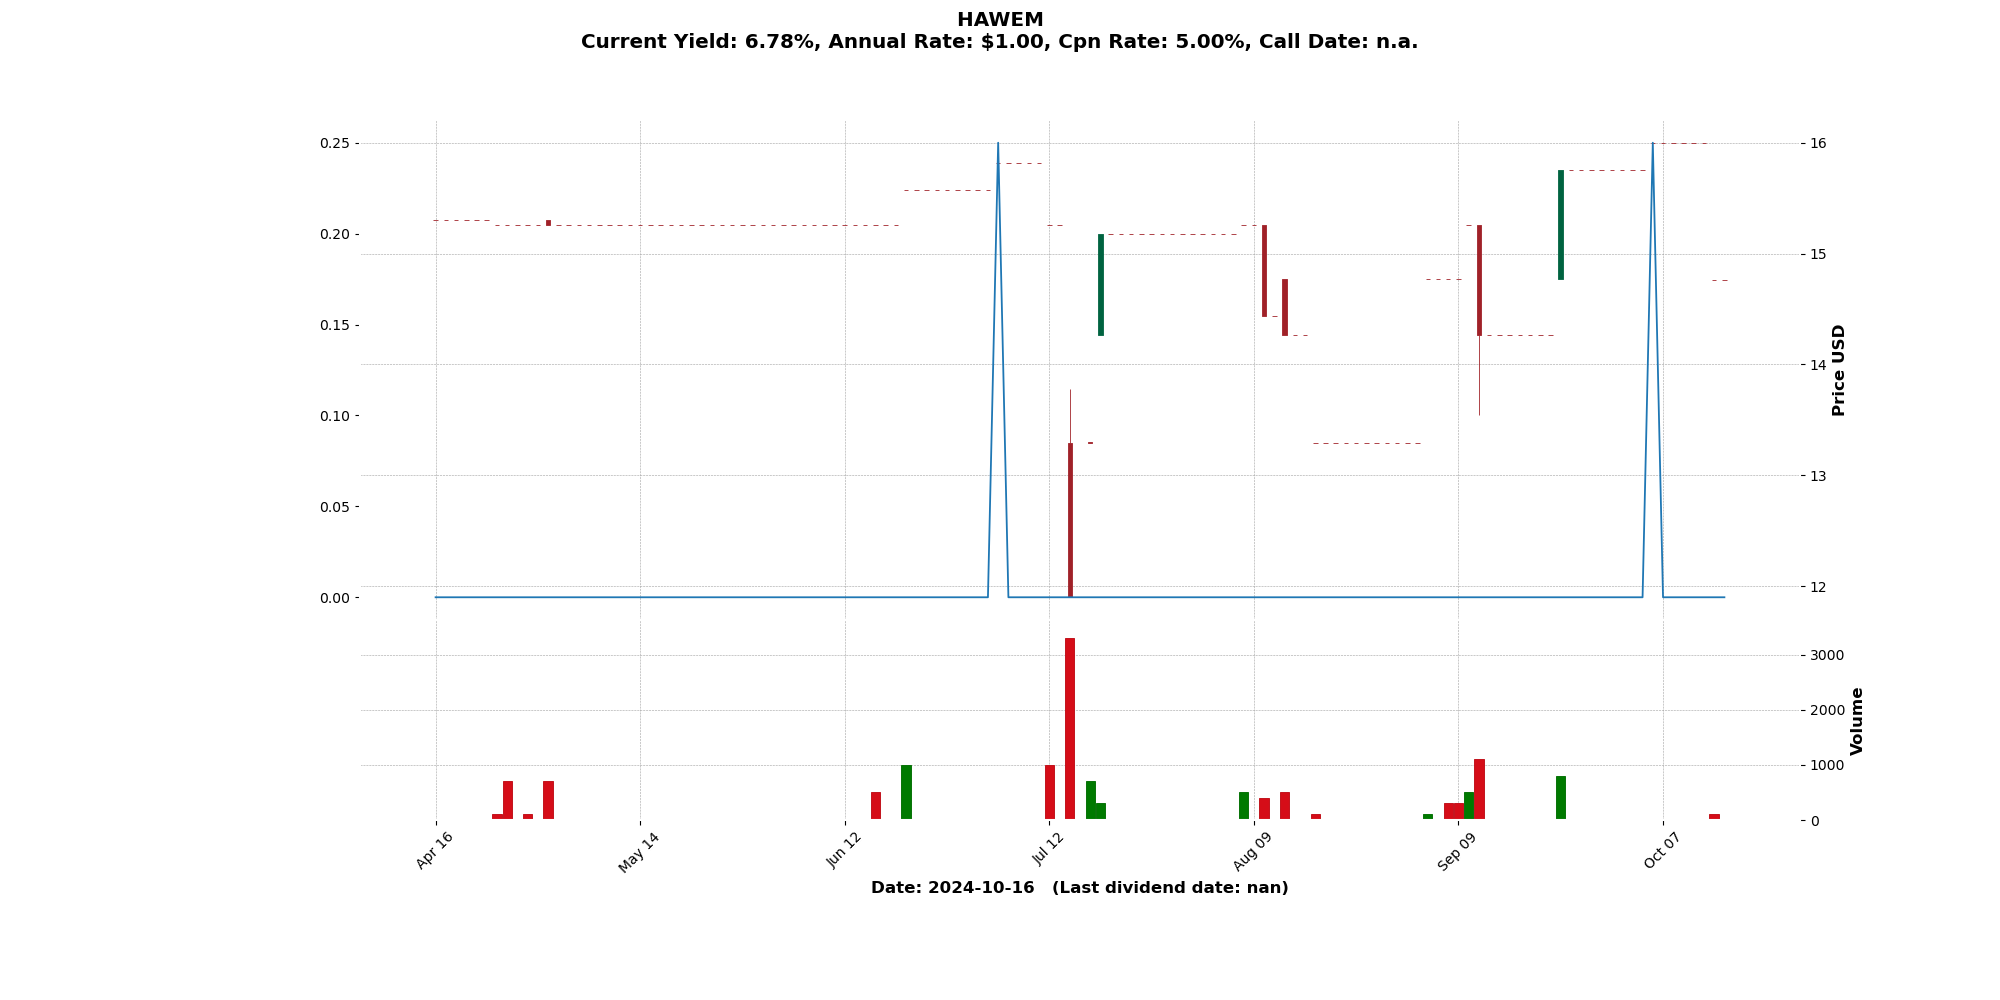 HAWEM
Current Yield: 6.78%, Annual Rate: $1.00, Cpn Rate: 5.00%, Call Date: n.a.
0.25
0.20
0.15
0.10
0.05
0.00
16
15
14
13
12
Price USD
3000
2000
1000
0
Volume
Apr 16
May 14
Jun 12
Jul 12
Aug 09
Sep 09
Oct 07
Date: 2024-10-16 (Last dividend date: nan)